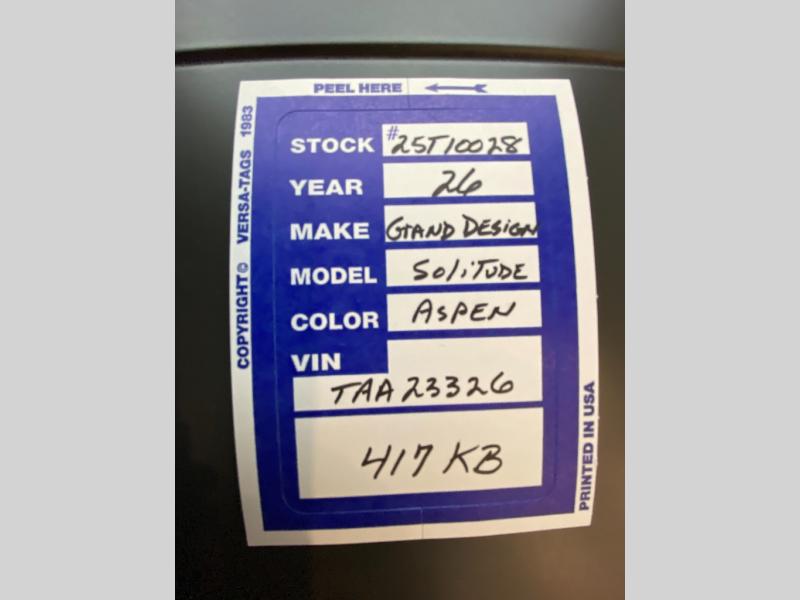 PEEL HERE
COPYRIGHT© VERSA-TAGS 1983
STOCK #25T10028
YEAR 26
MAKE GRAND DESIGN
MODEL SOLiTUDE
COLOR ASPEN
VIN
TAA23326
417 KB
PRINTED IN USA